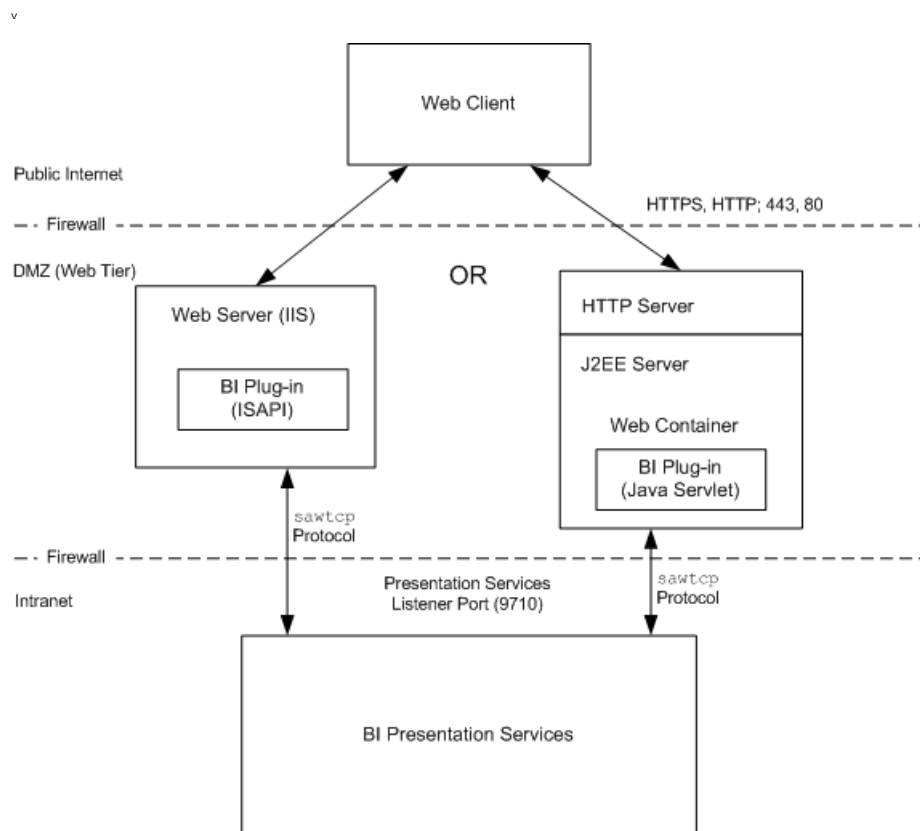 v
Web Client
Public Internet
HTTPS, HTTP; 443, 80
Firewall
DMZ (Web Tier)
OR
Web Server (IIS)
BI Plug-in
(ISAPI)
HTTP Server
J2EE Server
Web Container
BI Plug-in
(Java Servlet)
sawtcp
Protocol
Firewall
Intranet
Presentation Services
Listener Port (9710)
sawtcp
Protocol
BI Presentation Services